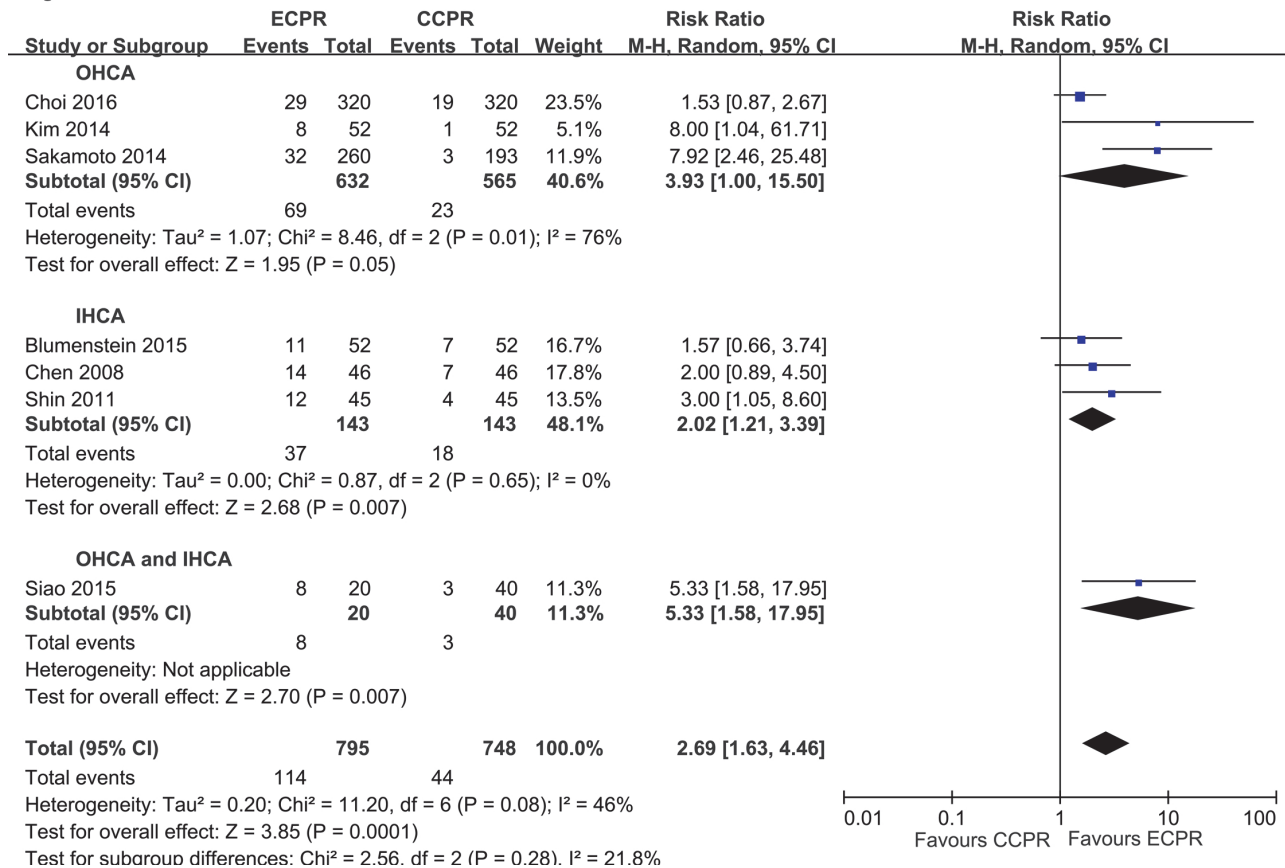 ECPR CCPR Risk Ratio Risk Ratio
Study or Subgroup Events Total Events Total Weight M-H, Random, 95% CI M-H, Random, 95% CI
OHCA
Choi 2016 29 320 19 320 23.5% 1.53 [0.87, 2.67]
Kim 2014 8 52 1 52 5.1% 8.00 [1.04, 61.71]
Sakamoto 2014 32 260 3 193 11.9% 7.92 [2.46, 25.48]
Subtotal (95% CI) 632 565 40.6% 3.93 [1.00, 15.50]
Total events 69 23
Heterogeneity: Tau² = 1.07; Chi² = 8.46, df = 2 (P = 0.01); I² = 76%
Test for overall effect: Z = 1.95 (P = 0.05)
IHCA
Blumenstein 2015 11 52 7 52 16.7% 1.57 [0.66, 3.74]
Chen 2008 14 46 7 46 17.8% 2.00 [0.89, 4.50]
Shin 2011 12 45 4 45 13.5% 3.00 [1.05, 8.60]
Subtotal (95% CI) 143 143 48.1% 2.02 [1.21, 3.39]
Total events 37 18
Heterogeneity: Tau² = 0.00; Chi² = 0.87, df = 2 (P = 0.65); I² = 0%
Test for overall effect: Z = 2.68 (P = 0.007)
OHCA and IHCA
Siao 2015 8 20 3 40 11.3% 5.33 [1.58, 17.95]
Subtotal (95% CI) 20 40 11.3% 5.33 [1.58, 17.95]
Total events 8 3
Heterogeneity: Not applicable
Test for overall effect: Z = 2.70 (P = 0.007)
Total (95% CI) 795 748 100.0% 2.69 [1.63, 4.46]
Total events 114 44
Heterogeneity: Tau² = 0.20; Chi² = 11.20, df = 6 (P = 0.08); I² = 46%
Test for overall effect: Z = 3.85 (P = 0.0001)
Test for subgroup differences: Chi² = 2.56, df = 2 (P = 0.28), I² = 21.8%
0.01 0.1 1 10 100
Favours CCPR Favours ECPR